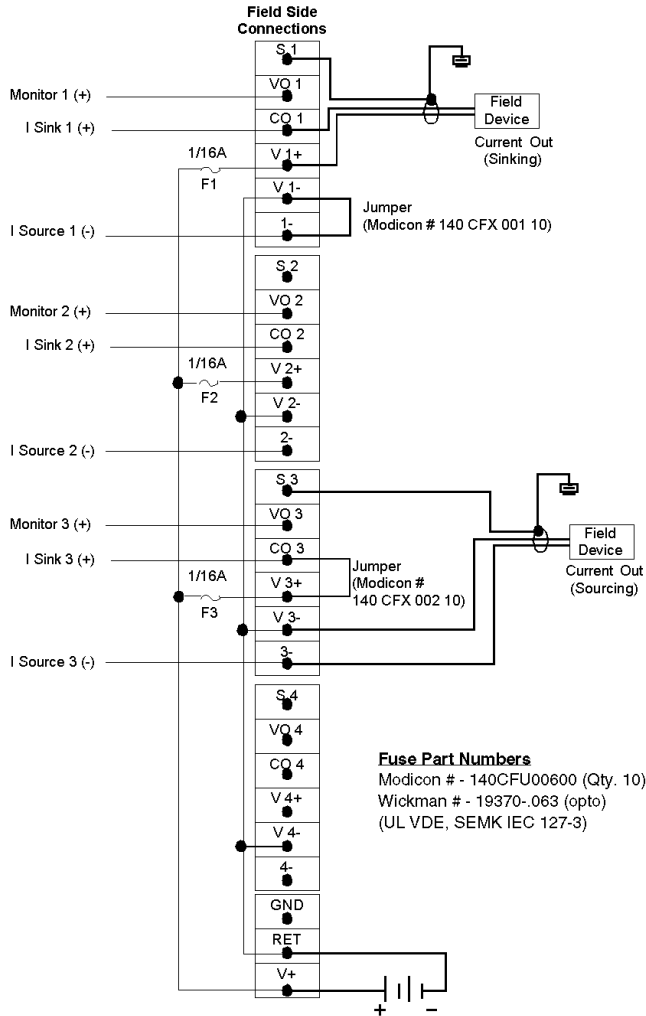 Field Side
Connections
S 1
Monitor 1 (+)
VO 1
I Sink 1 (+)
CO 1
Field
Device
Current Out
(Sinking)
1/16A
F1
V 1+
V 1-
Jumper
(Modicon # 140 CFX 001 10)
I Source 1 (-)
1-
S 2
Monitor 2 (+)
VO 2
I Sink 2 (+)
CO 2
1/16A
F2
V 2+
V 2-
I Source 2 (-)
2-
S 3
Monitor 3 (+)
VO 3
Field
Device
Current Out
(Sourcing)
I Sink 3 (+)
CO 3
Jumper
(Modicon #
140 CFX 002 10)
1/16A
F3
V 3+
V 3-
I Source 3 (-)
3-
S 4
VO 4
CO 4
V 4+
V 4-
4-
Fuse Part Numbers
Modicon # - 140CFU00600 (Qty. 10)
Wickman # - 19370-.063 (opto)
(UL VDE, SEMK IEC 127-3)
GND
RET
V+
+ −